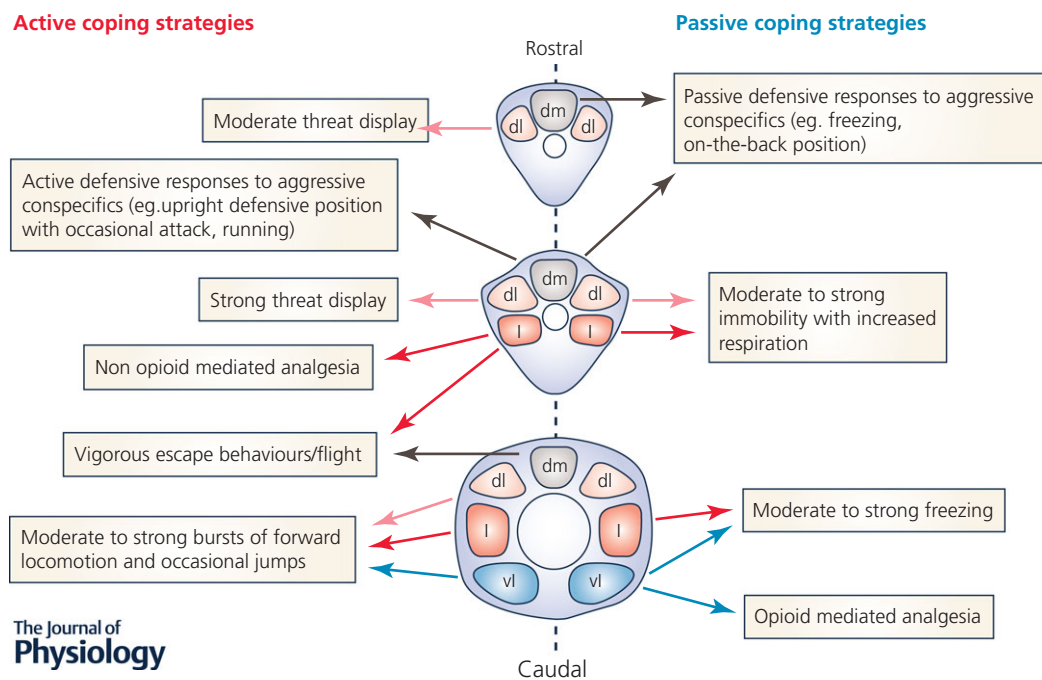 Active coping strategies
Passive coping strategies
Rostral
dm
dl
dl
Moderate threat display
Passive defensive responses to aggressive
conspecifics (eg. freezing,
on-the-back position)
Active defensive responses to aggressive
conspecifics (eg.upright defensive position
with occasional attack, running)
dm
dl
dl
l
l
Strong threat display
Moderate to strong
immobility with increased
respiration
Non opioid mediated analgesia
Vigorous escape behaviours/flight
dm
dl
dl
l
l
vl
vl
Moderate to strong bursts of forward
locomotion and occasional jumps
Moderate to strong freezing
Opioid mediated analgesia
The Journal of
Physiology
Caudal